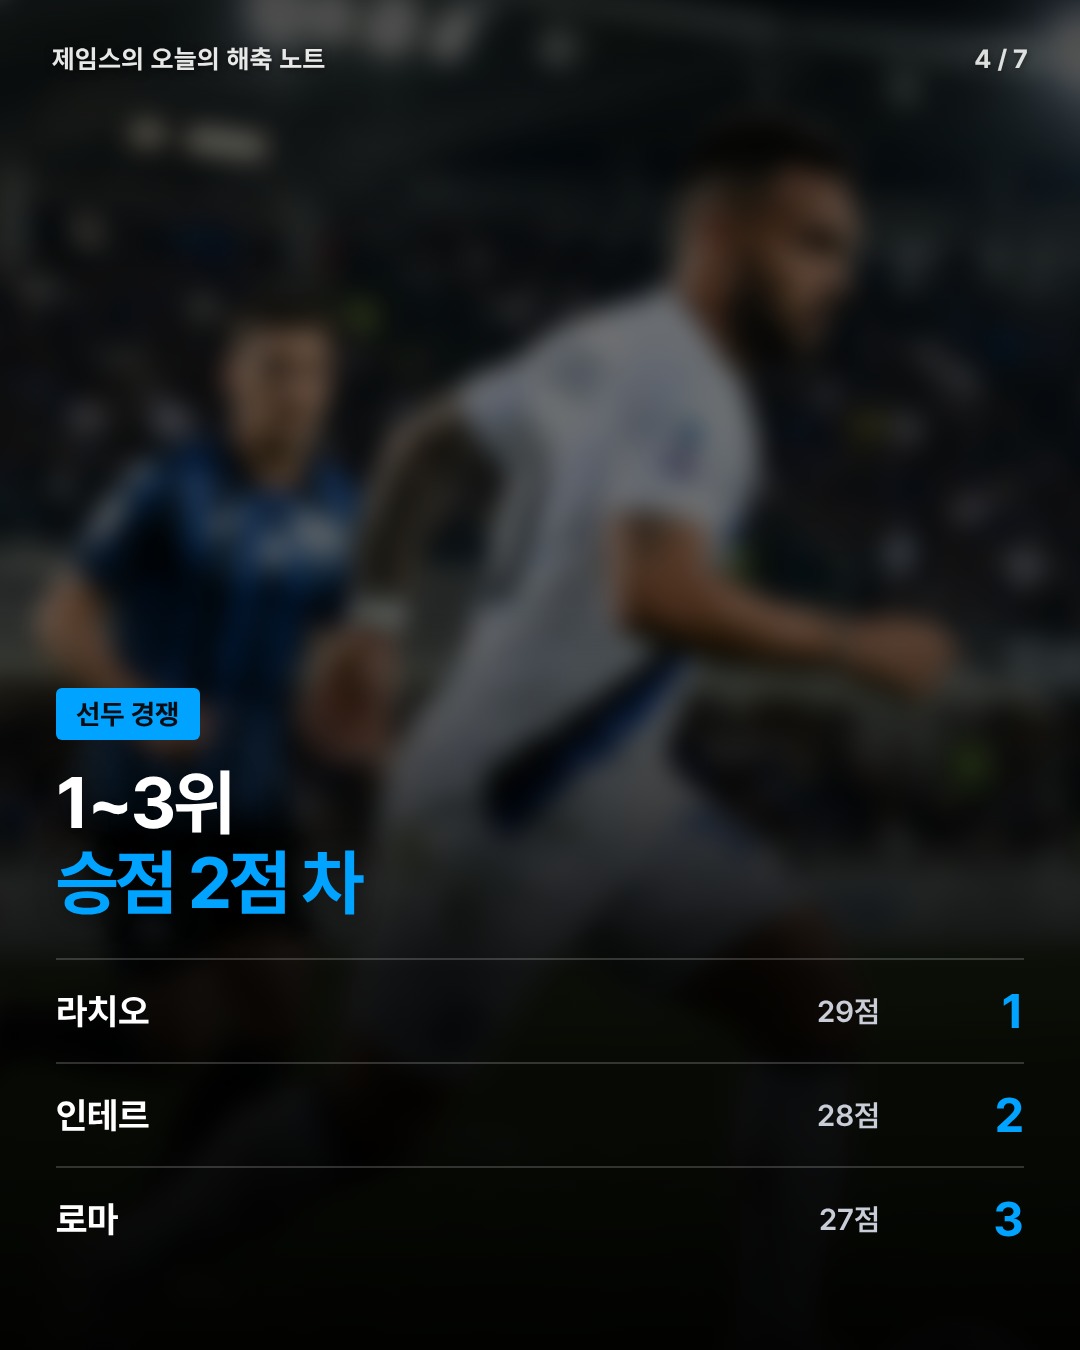 제임스의 오늘의 해축 노트
4 / 7
선두 경쟁
1~3위
승점 2점 차
라치오 29점 1
인테르 28점 2
로마 27점 3